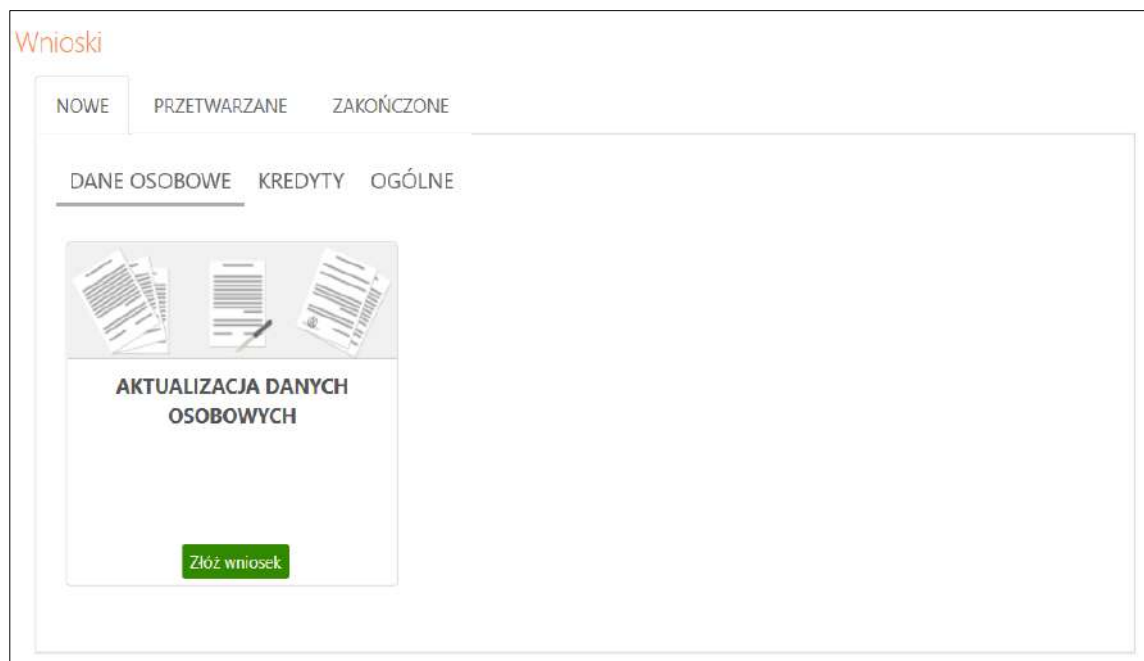 Wnioski
NOWE PRZETWARZANE ZAKOŃCZONE
DANE OSOBOWE KREDYTY OGÓLNE
AKTUALIZACJA DANYCH
OSOBOWYCH
Złóż wniosek